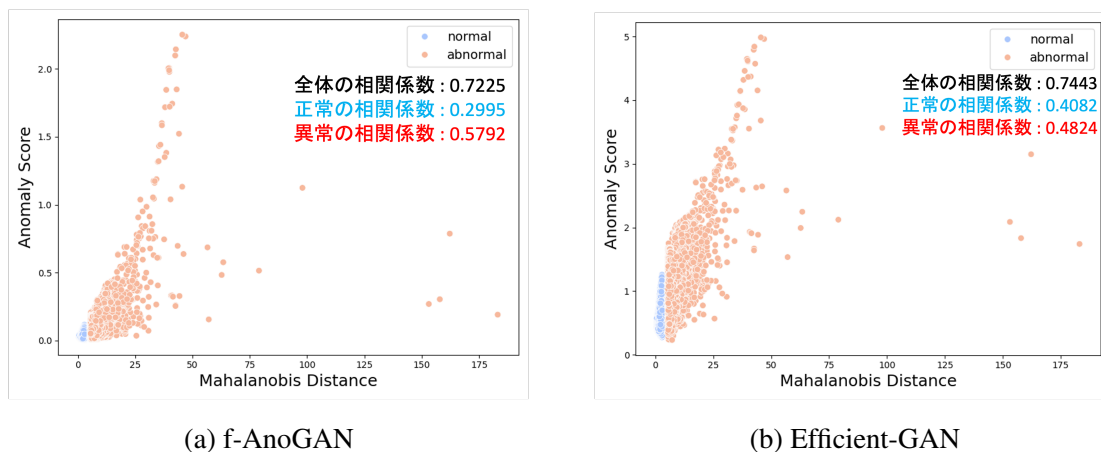 normal
abnormal
全体の相関係数 : 0.7225
正常の相関係数 : 0.2995
異常の相関係数 : 0.5792
2.0
1.5
1.0
0.5
0.0
Anomaly Score
0 25 50 75 100 125 150 175
Mahalanobis Distance
(a) f-AnoGAN
normal
abnormal
全体の相関係数 : 0.7443
正常の相関係数 : 0.4082
異常の相関係数 : 0.4824
5
4
3
2
1
0
Anomaly Score
0 25 50 75 100 125 150 175
Mahalanobis Distance
(b) Efficient-GAN